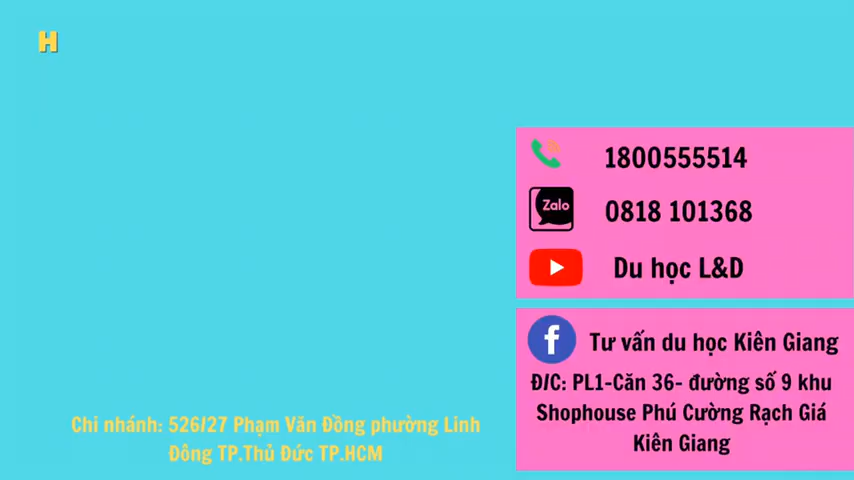 H
1800555514
Zalo
0818 101368
Du học L&D
f
Tư vấn du học Kiên Giang
Đ/C: PL1-Căn 36- đường số 9 khu
Shophouse Phú Cường Rạch Giá
Kiên Giang
Chi nhánh: 526/27 Phạm Văn Đồng phường Linh
Đông TP.Thủ Đức TP.HCM